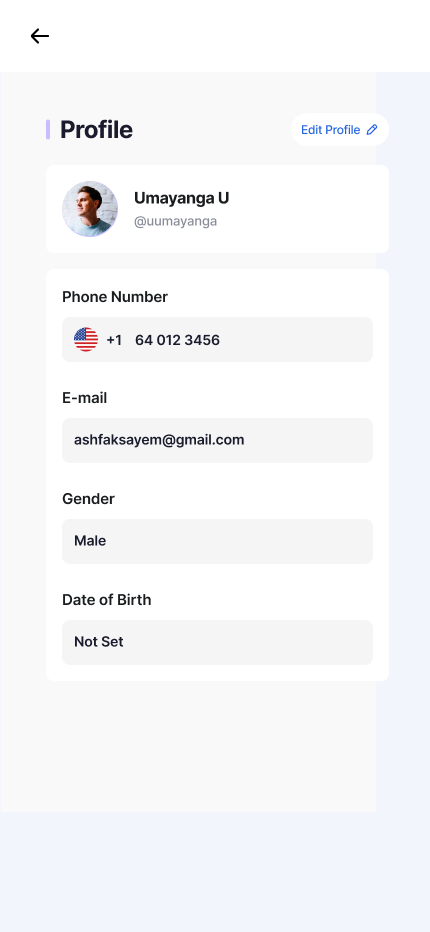 Profile
Edit Profile
Umayanga U
@uumayanga
Phone Number
+1 64 012 3456
E-mail
ashfaksayem@gmail.com
Gender
Male
Date of Birth
Not Set